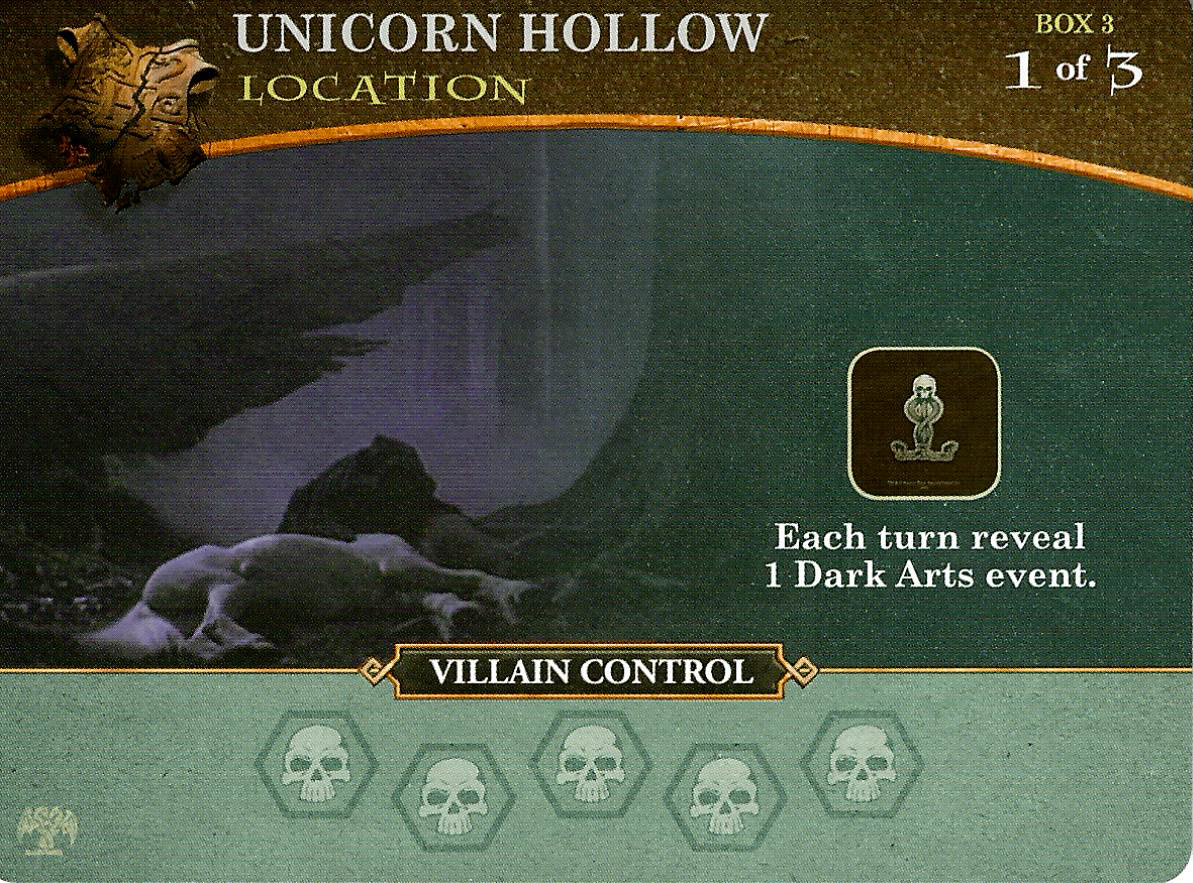 UNICORN HOLLOW
LOCATION
BOX 3
1 of 3
Each turn reveal
1 Dark Arts event.
VILLAIN CONTROL